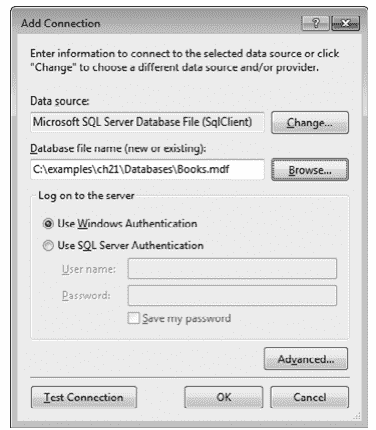 Add Connection
Enter information to connect to the selected data source or click
"Change" to choose a different data source and/or provider.
Data source:
Microsoft SQL Server Database File (SqlClient)
Change...
Database file name (new or existing):
C:\examples\ch21\Databases\Books.mdf
Browse...
Log on to the server
Use Windows Authentication
Use SQL Server Authentication
User name:
Password:
Save my password
Advanced...
Test Connection
OK
Cancel